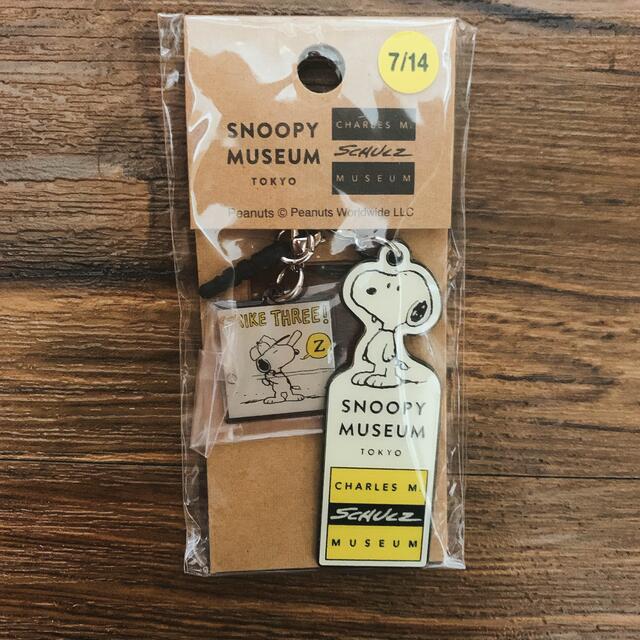 7/14
SNOOPY
MUSEUM
TOKYO
CHARLES M.
SCHULZ
MUSEUM
Peanuts © Peanuts Worldwide LLC
IKE THREE!
Z
SNOOPY
MUSEUM
TOKYO
CHARLES M.
SCHULZ
MUSEUM